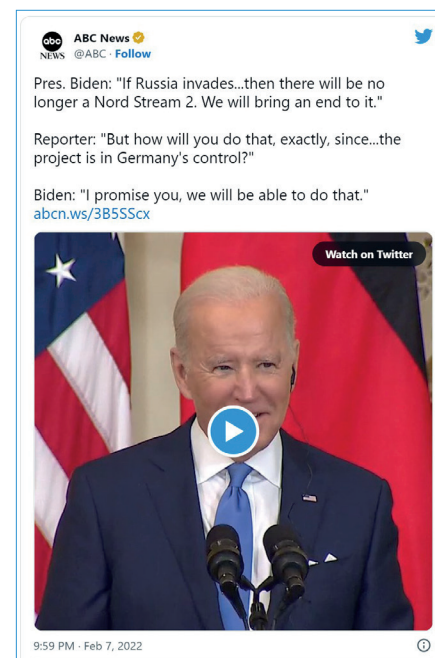 abc
NEWS
ABC News
@ABC · Follow
Pres. Biden: "If Russia invades...then there will be no
longer a Nord Stream 2. We will bring an end to it."
Reporter: "But how will you do that, exactly, since...the
project is in Germany's control?"
Biden: "I promise you, we will be able to do that."
abcn.ws/3B5SScx
Watch on Twitter
9:59 PM · Feb 7, 2022